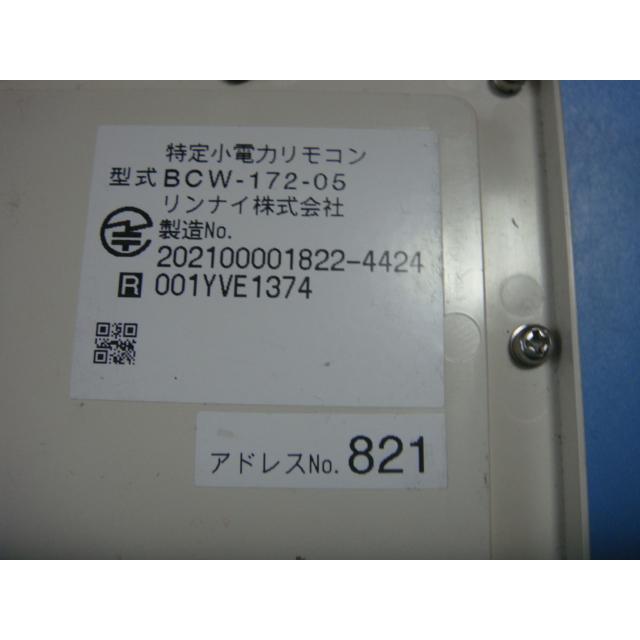 特定小電力リモコン
型式 BCW-172-05
リンナイ株式会社
製造No.
202100001822-4424
R 001YVE1374
アドレスNo. 821